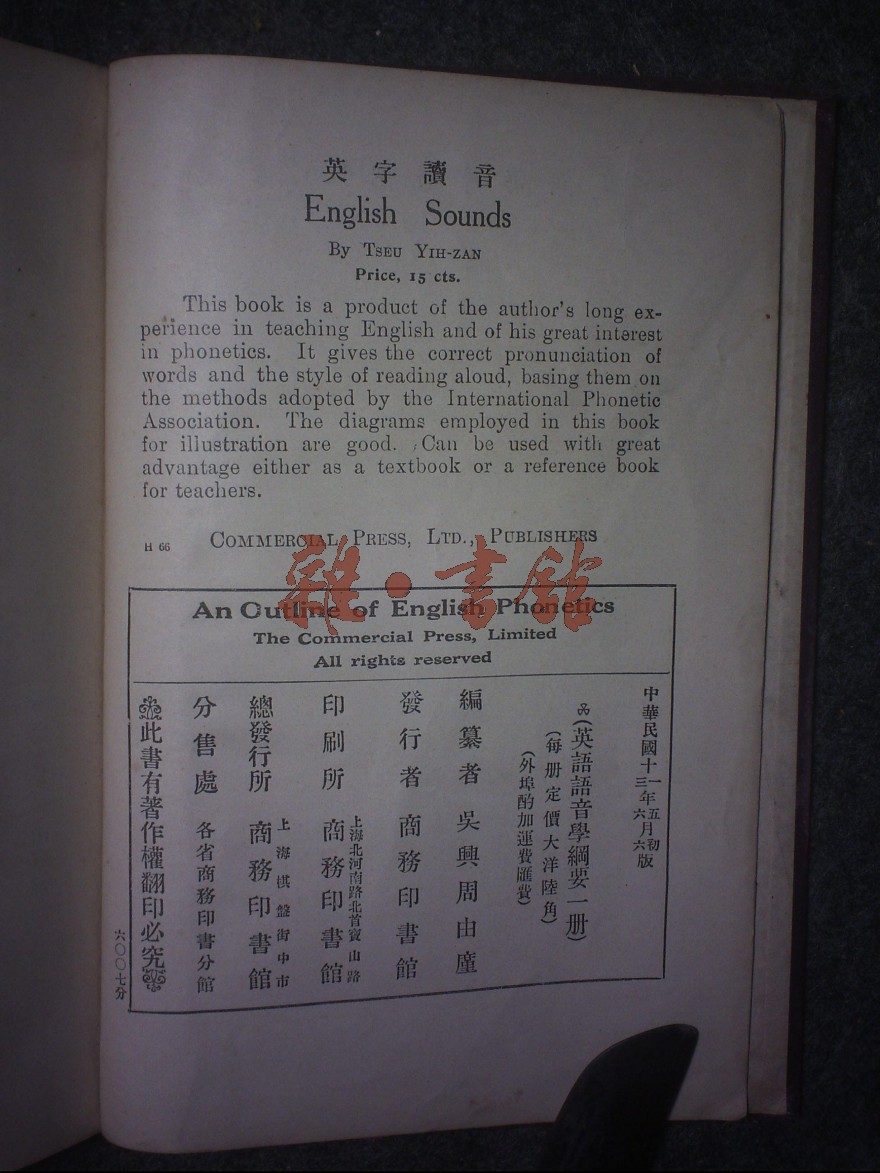 英字讀音
English Sounds
By Tseu Yih-zan
Price, 15 cts.
This book is a product of the author's long ex-
perience in teaching English and of his great interest
in phonetics. It gives the correct pronunciation of
words and the style of reading aloud, basing them on
the methods adopted by the International Phonetic
Association. The diagrams employed in this book
for illustration are good. Can be used with great
advantage either as a textbook or a reference book
for teachers.
H 66 Commercial Press, Ltd., Publishers
雜·書館
An Outline of English Phonetics
The Commercial Press, Limited
All rights reserved
中華民國十一年五月初版
三六六
(英語語音學綱要一册)
(每册定價大洋陸角)
(外埠酌加運費匯費)
編纂者 吳興周由廑
發行者 商務印書館
印刷所 上海北河南路北首寶山路 商務印書館
總發行所 上海棋盤街中市 商務印書館
分售處 各省商務印書分館
此書有著作權翻印必究
六〇〇七分